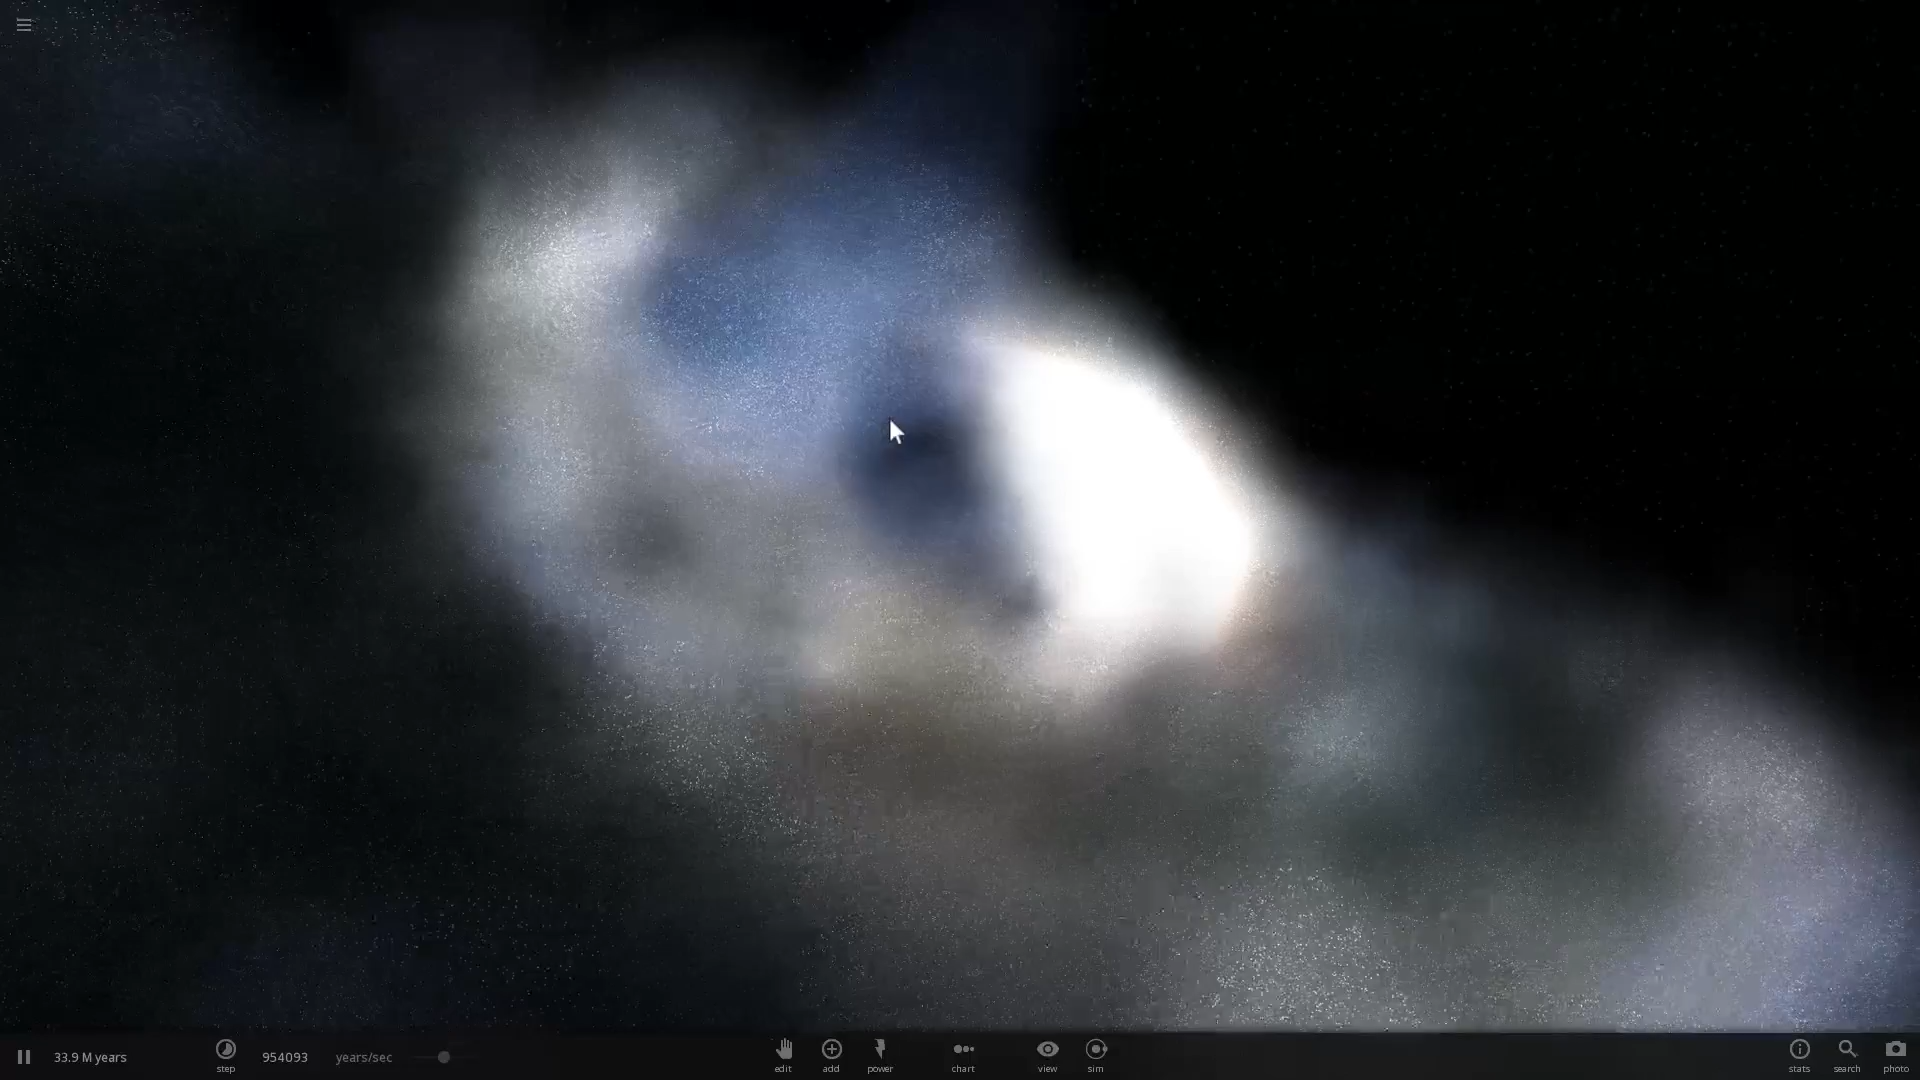 33.9 M years
step
954093
years/sec
edit
add
power
chart
view
sim
stats
search
photo